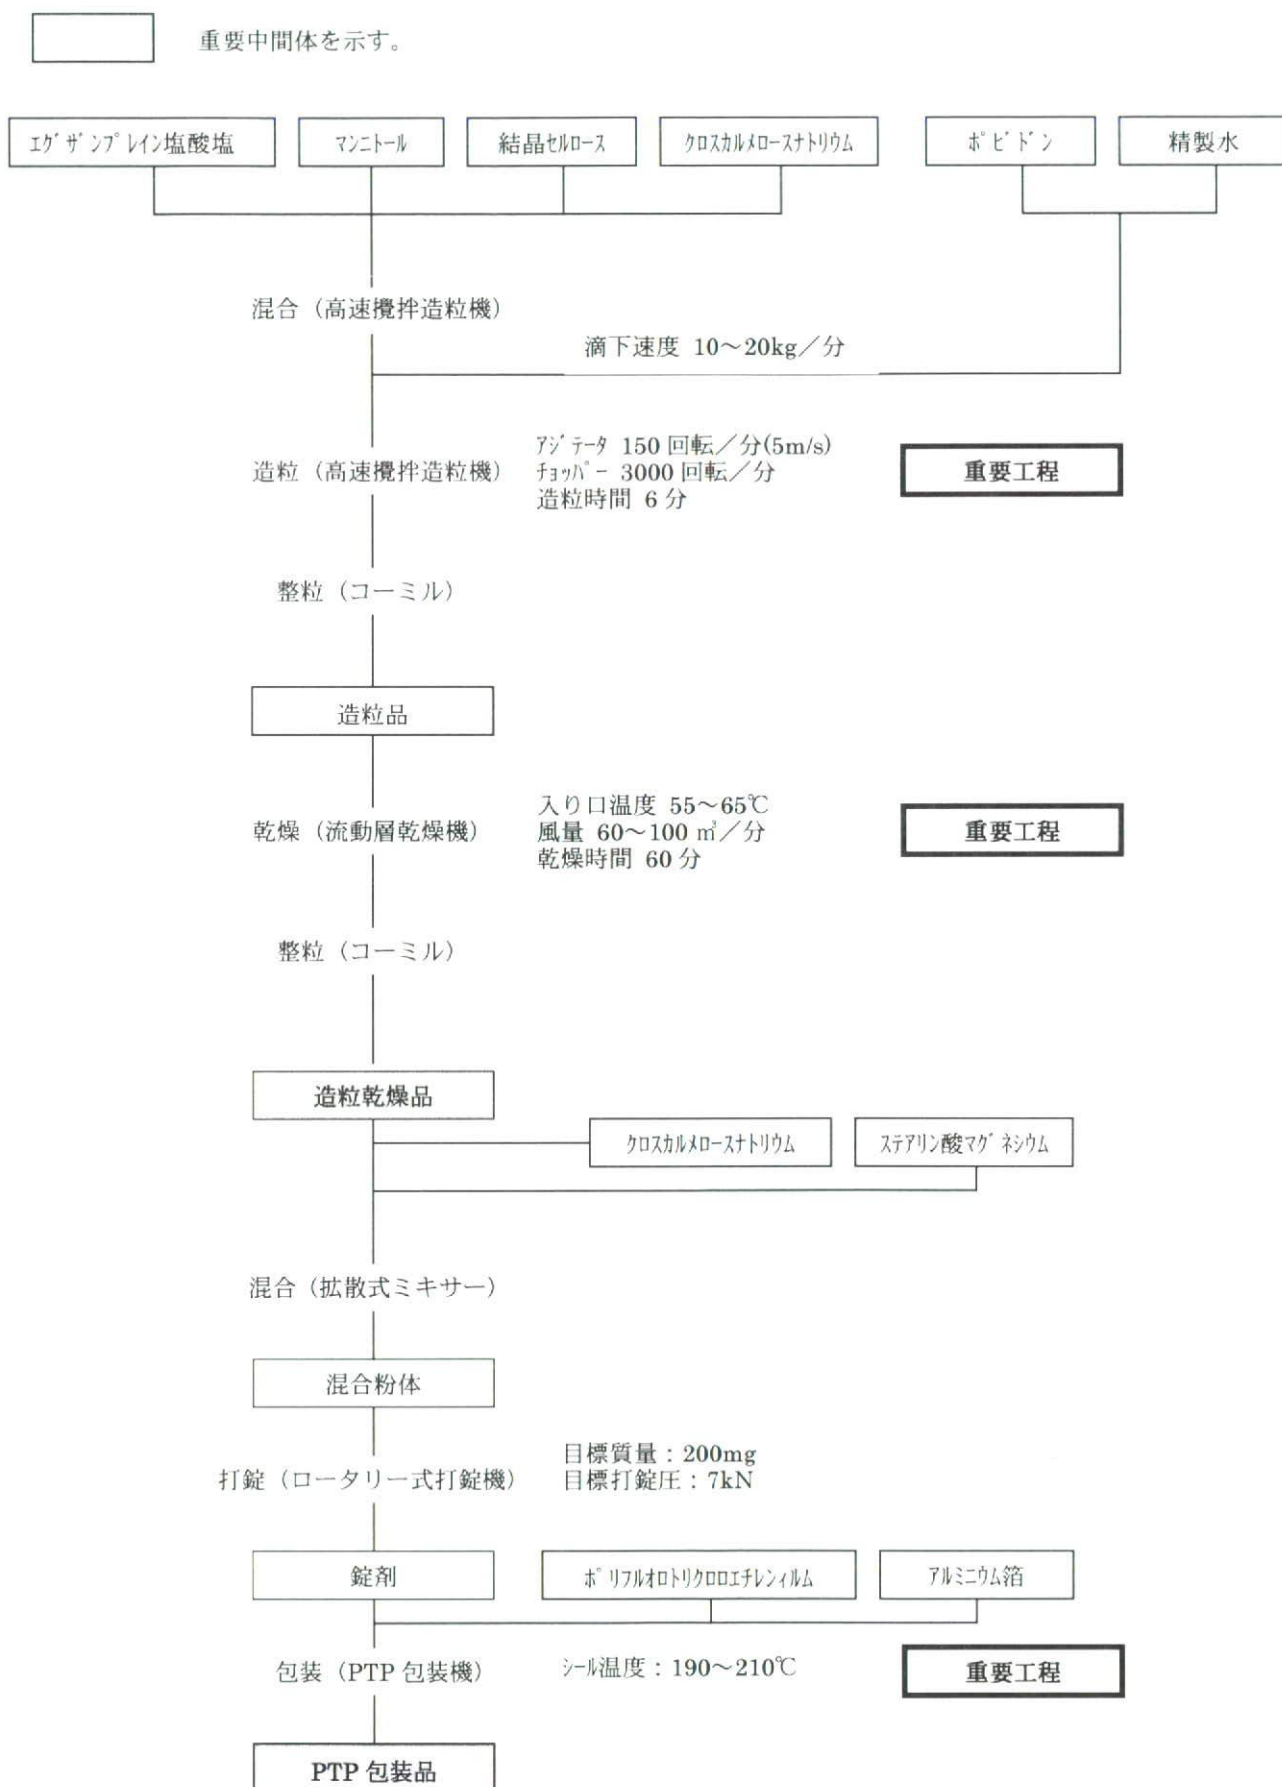 重要中間体を示す。
エグザンプレイン塩酸塩 マンニトール 結晶セルロース クロスカルメロースナトリウム ポビドン 精製水
混合（高速攪拌造粒機）
滴下速度 10～20kg／分
造粒（高速攪拌造粒機）
アジテータ 150 回転／分(5m/s)
チョッパー 3000 回転／分
造粒時間 6 分
重要工程
整粒（コーミル）
造粒品
乾燥（流動層乾燥機）
入り口温度 55～65℃
風量 60～100 ㎥／分
乾燥時間 60 分
重要工程
整粒（コーミル）
造粒乾燥品
クロスカルメロースナトリウム ステアリン酸マグネシウム
混合（拡散式ミキサー）
混合粉体
打錠（ロータリー式打錠機）
目標質量：200mg
目標打錠圧：7kN
錠剤 ポリフルオロトリクロロエチレンィルム アルミニウム箔
包装（PTP 包装機） シール温度：190～210℃ 重要工程
PTP 包装品